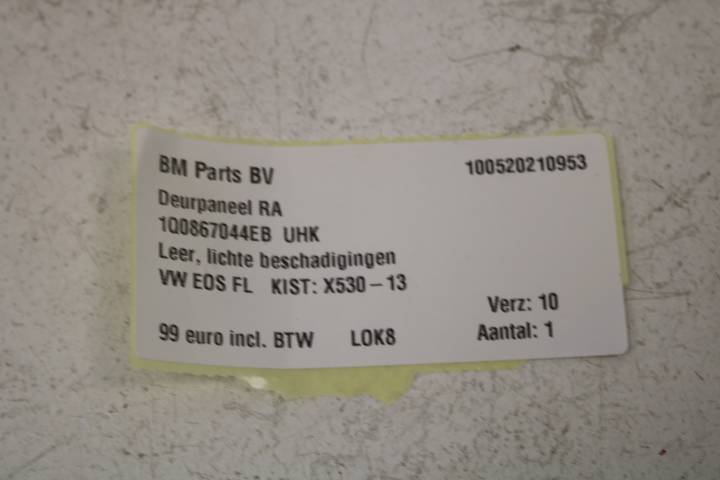 BM Parts BV 100520210953
Deurpaneel RA
1Q0867044EB UHK
Leer, lichte beschadigingen
VW EOS FL KIST: X530-13
Verz: 10
99 euro incl. BTW LOK8 Aantal: 1